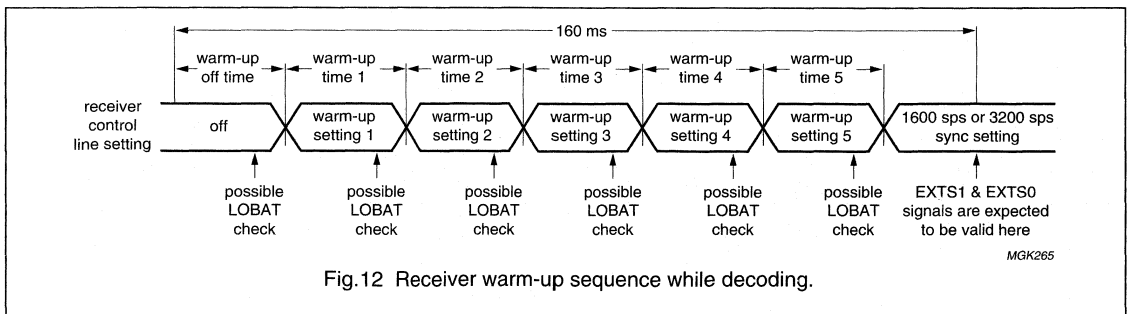 160 ms
warm-up off time
warm-up time 1
warm-up time 2
warm-up time 3
warm-up time 4
warm-up time 5
receiver control line setting
off
warm-up setting 1
warm-up setting 2
warm-up setting 3
warm-up setting 4
warm-up setting 5
1600 sps or 3200 sps sync setting
possible LOBAT check
possible LOBAT check
possible LOBAT check
possible LOBAT check
possible LOBAT check
possible LOBAT check
EXTS1 & EXTS0 signals are expected to be valid here
MGK265
Fig.12 Receiver warm-up sequence while decoding.